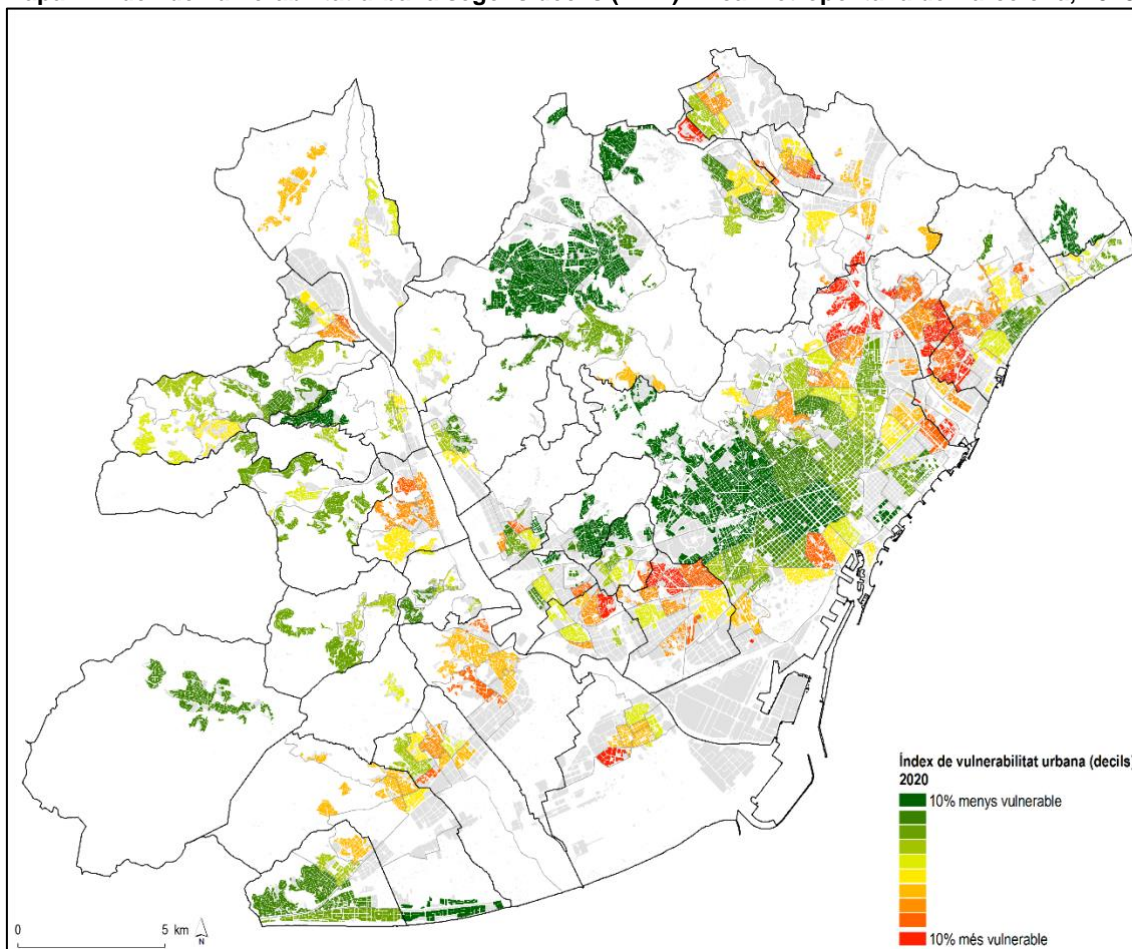 Índex de vulnerabilitat urbana (decils)
2020
10% menys vulnerable
10% més vulnerable
0 5 km
N